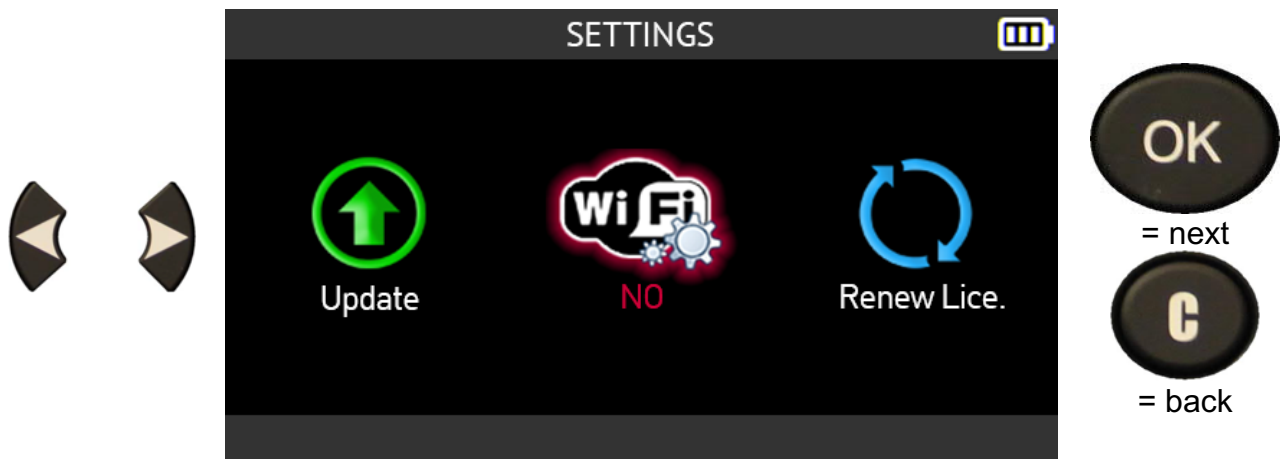 SETTINGS
Wi Fi
Update
NO
Renew Lice.
OK
= next
C
= back